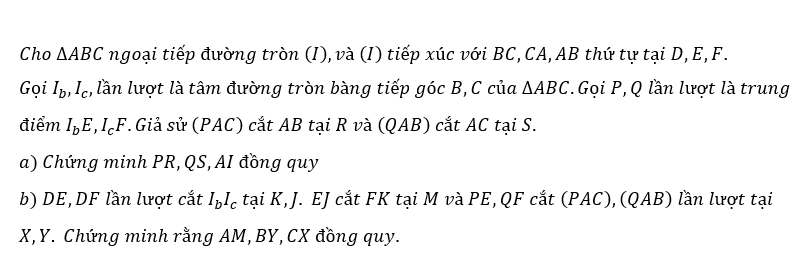 Cho ΔABC ngoại tiếp đường tròn (I), và (I) tiếp xúc với BC, CA, AB thứ tự tại D, E, F.
Gọi I_b, I_c, lần lượt là tâm đường tròn bàng tiếp góc B, C của ΔABC. Gọi P, Q lần lượt là trung
điểm I_bE, I_cF. Giả sử (PAC) cắt AB tại R và (QAB) cắt AC tại S.
a) Chứng minh PR, QS, AI đồng quy
b) DE, DF lần lượt cắt I_bI_c tại K, J. EJ cắt FK tại M và PE, QF cắt (PAC), (QAB) lần lượt tại
X, Y. Chứng minh rằng AM, BY, CX đồng quy.